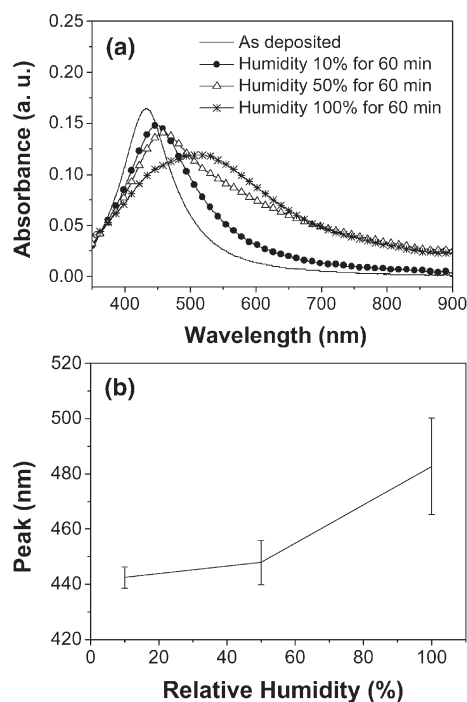 (a)
As deposited
Humidity 10% for 60 min
Humidity 50% for 60 min
Humidity 100% for 60 min
0.25
0.20
0.15
0.10
0.05
0.00
Absorbance (a. u.)
400 500 600 700 800 900
Wavelength (nm)
(b)
520
500
480
460
440
420
Peak (nm)
0 20 40 60 80 100
Relative Humidity (%)